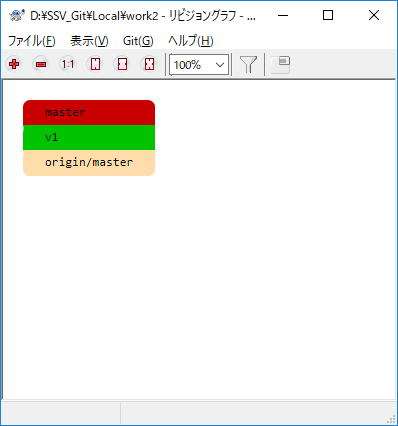 D:¥SSV_Git¥Local¥work2 - リビジョングラフ - ...
ファイル(F) 表示(V) Git(G) ヘルプ(H)
1:1 100%
master
v1
origin/master